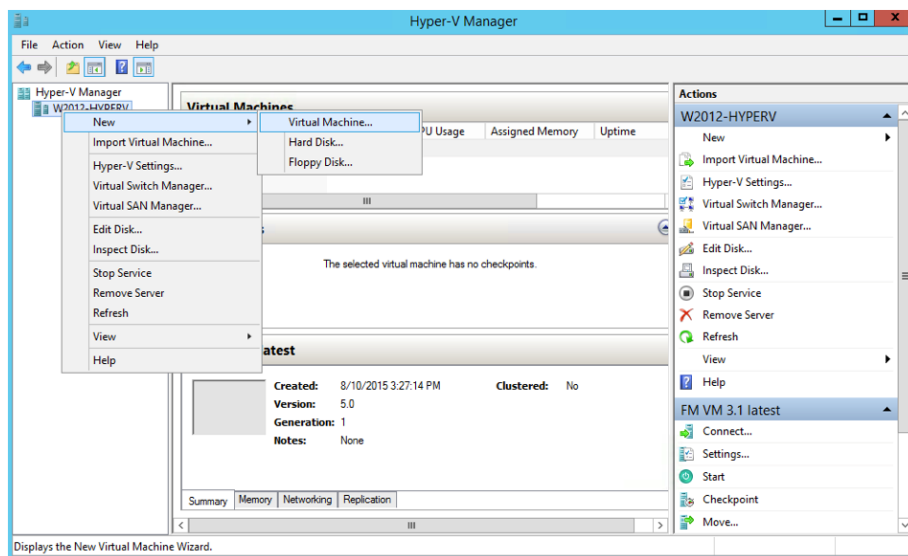 Hyper-V Manager
File Action View Help
Hyper-V Manager
W2012-HYPERV
New
Import Virtual Machine...
Hyper-V Settings...
Virtual Switch Manager...
Virtual SAN Manager...
Edit Disk...
Inspect Disk...
Stop Service
Remove Server
Refresh
View
Help
Virtual Machine...
Hard Disk...
Floppy Disk...
Virtual Machines
PU Usage Assigned Memory Uptime
The selected virtual machine has no checkpoints.
atest
Created: 8/10/2015 3:27:14 PM Clustered: No
Version: 5.0
Generation: 1
Notes: None
Summary Memory Networking Replication
Actions
W2012-HYPERV
New
Import Virtual Machine...
Hyper-V Settings...
Virtual Switch Manager...
Virtual SAN Manager...
Edit Disk...
Inspect Disk...
Stop Service
Remove Server
Refresh
View
Help
FM VM 3.1 latest
Connect...
Settings...
Start
Checkpoint
Move...
Displays the New Virtual Machine Wizard.